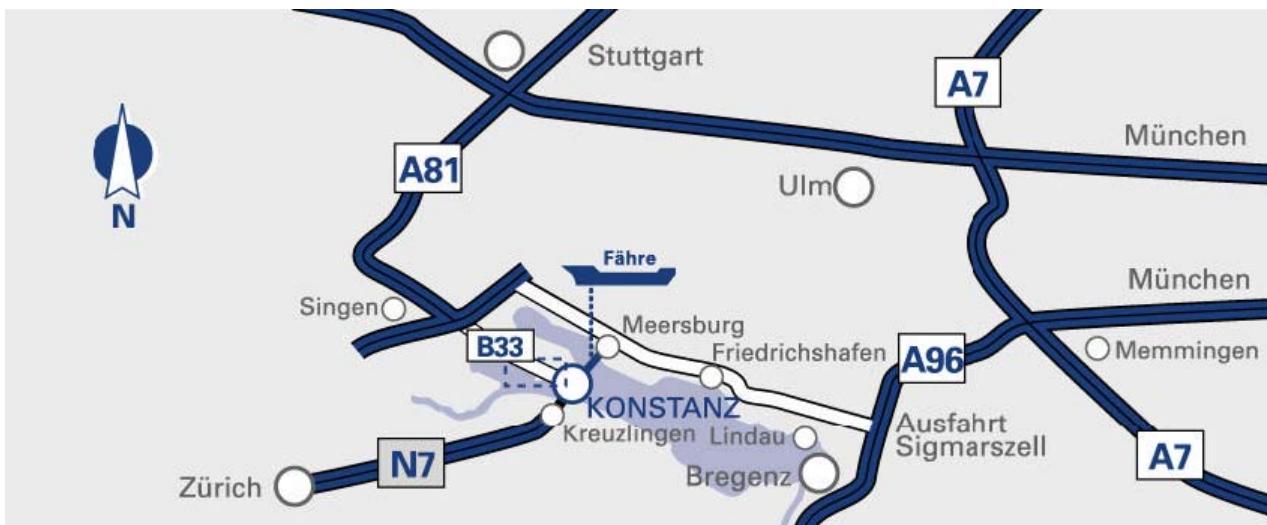 Stuttgart
A7
München
A81
Ulm
N
Fähre
München
Singen
Meersburg
B33
Friedrichshafen
A96
Memmingen
KONSTANZ
Kreuzlingen
Lindau
Ausfahrt
Sigmarszell
N7
A7
Zürich
Bregenz